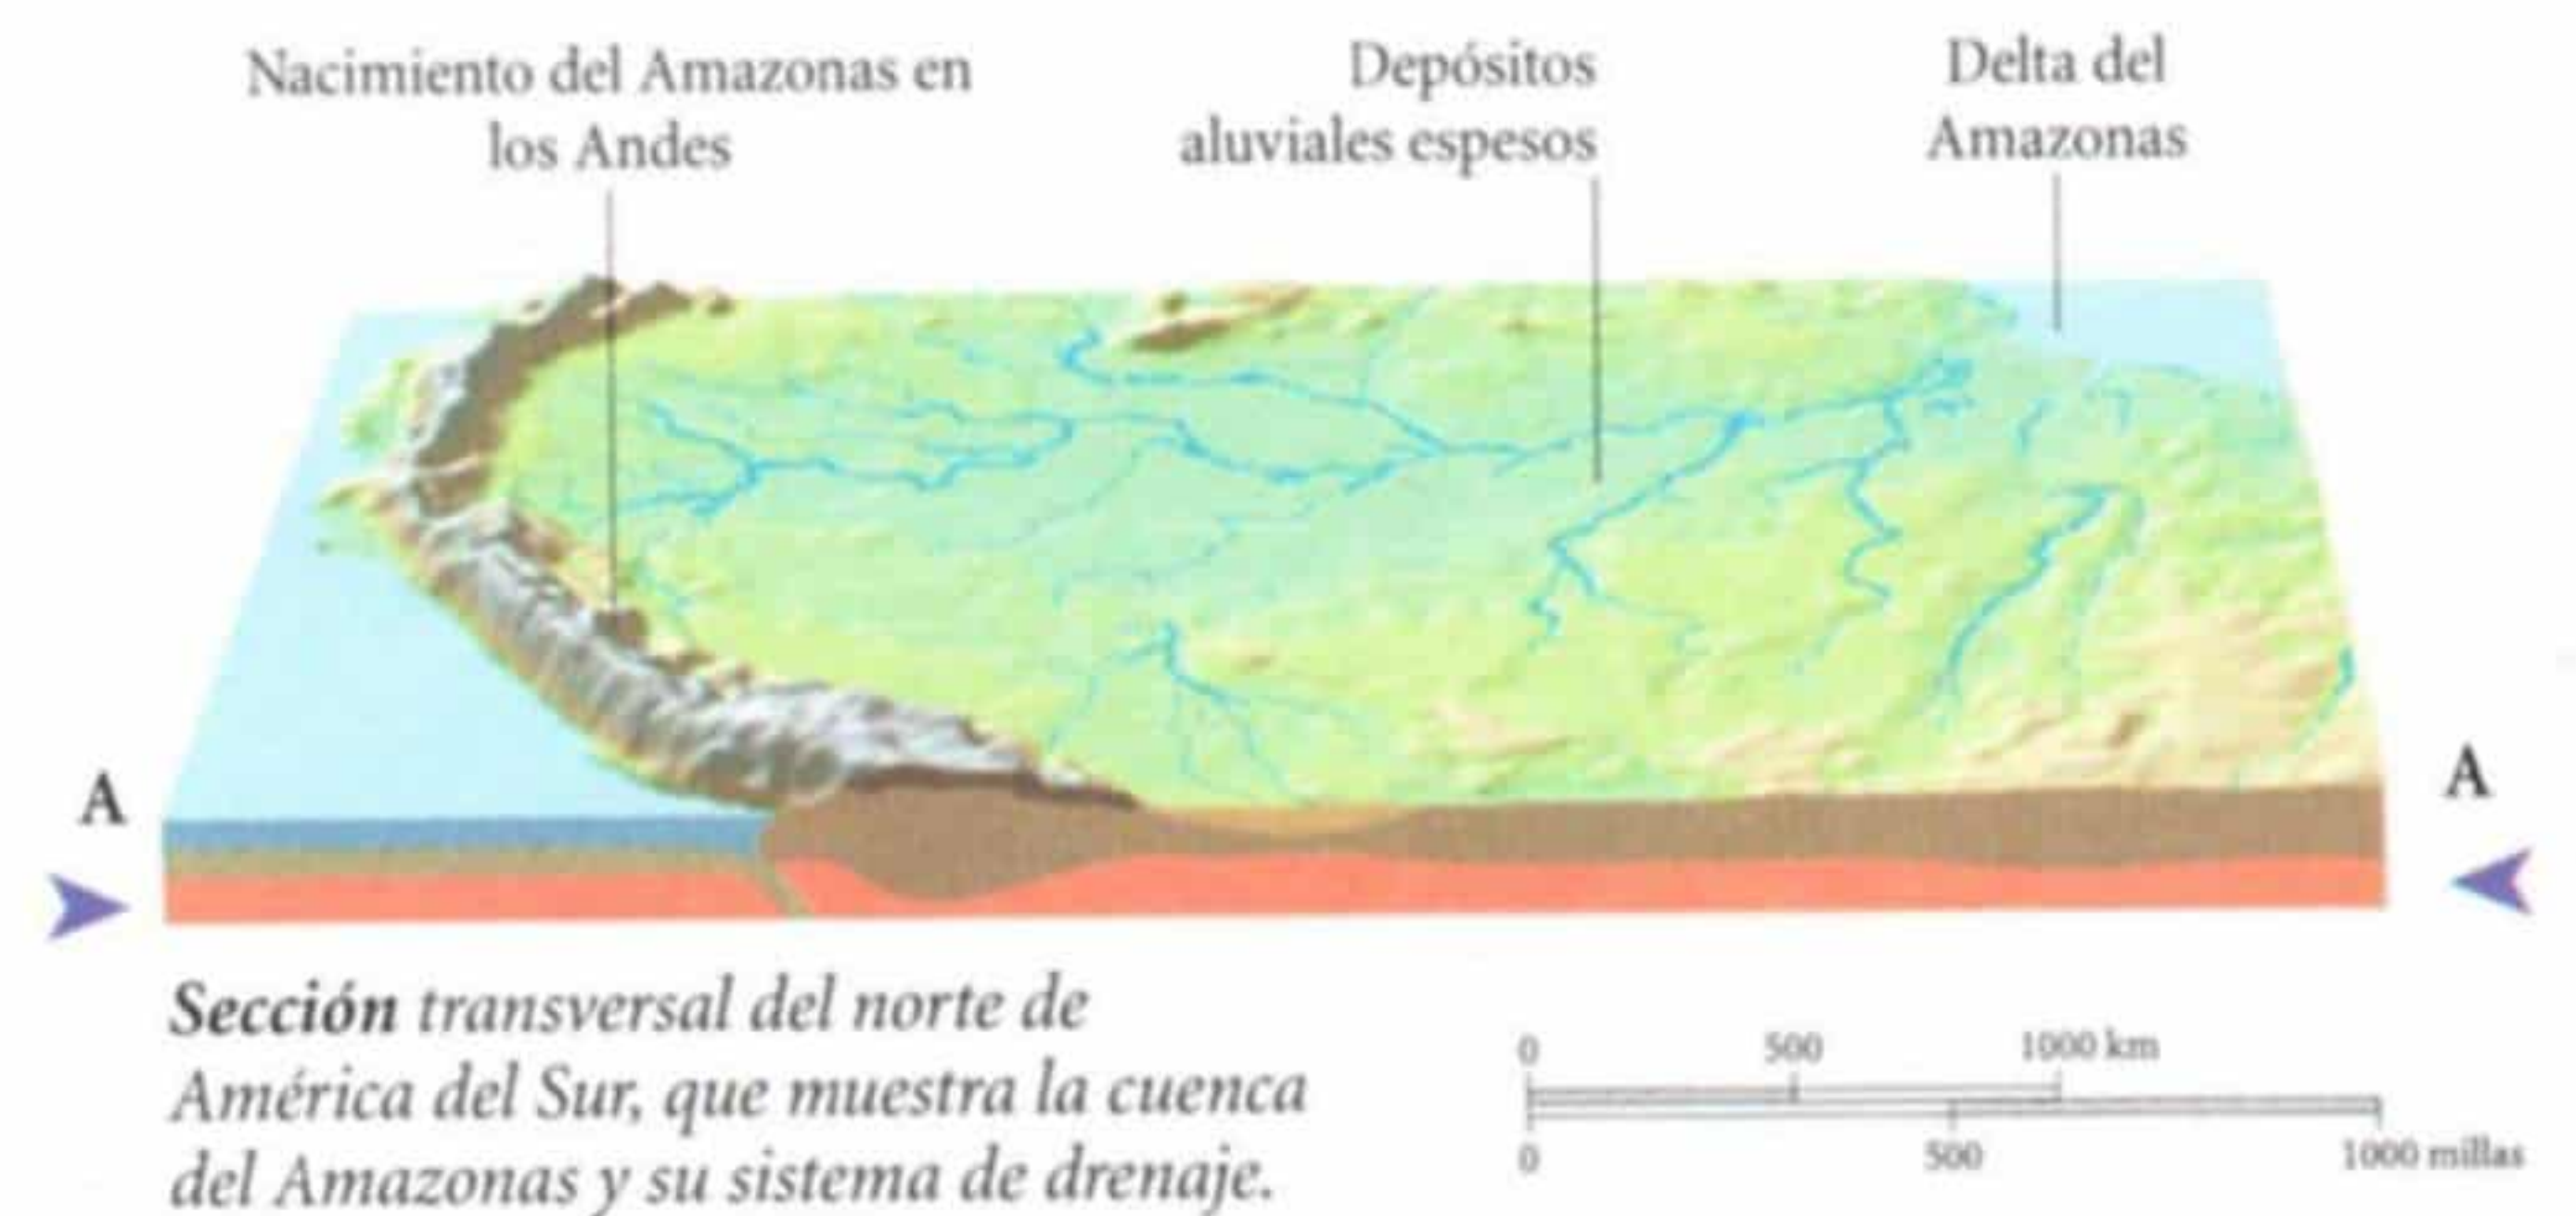 Nacimiento del Amazonas en
los Andes
Depósitos
aluviales espesos
Delta del
Amazonas
A
A
Sección transversal del norte de
América del Sur, que muestra la cuenca
del Amazonas y su sistema de drenaje.
0 500 1000 km
0 500 1000 millas